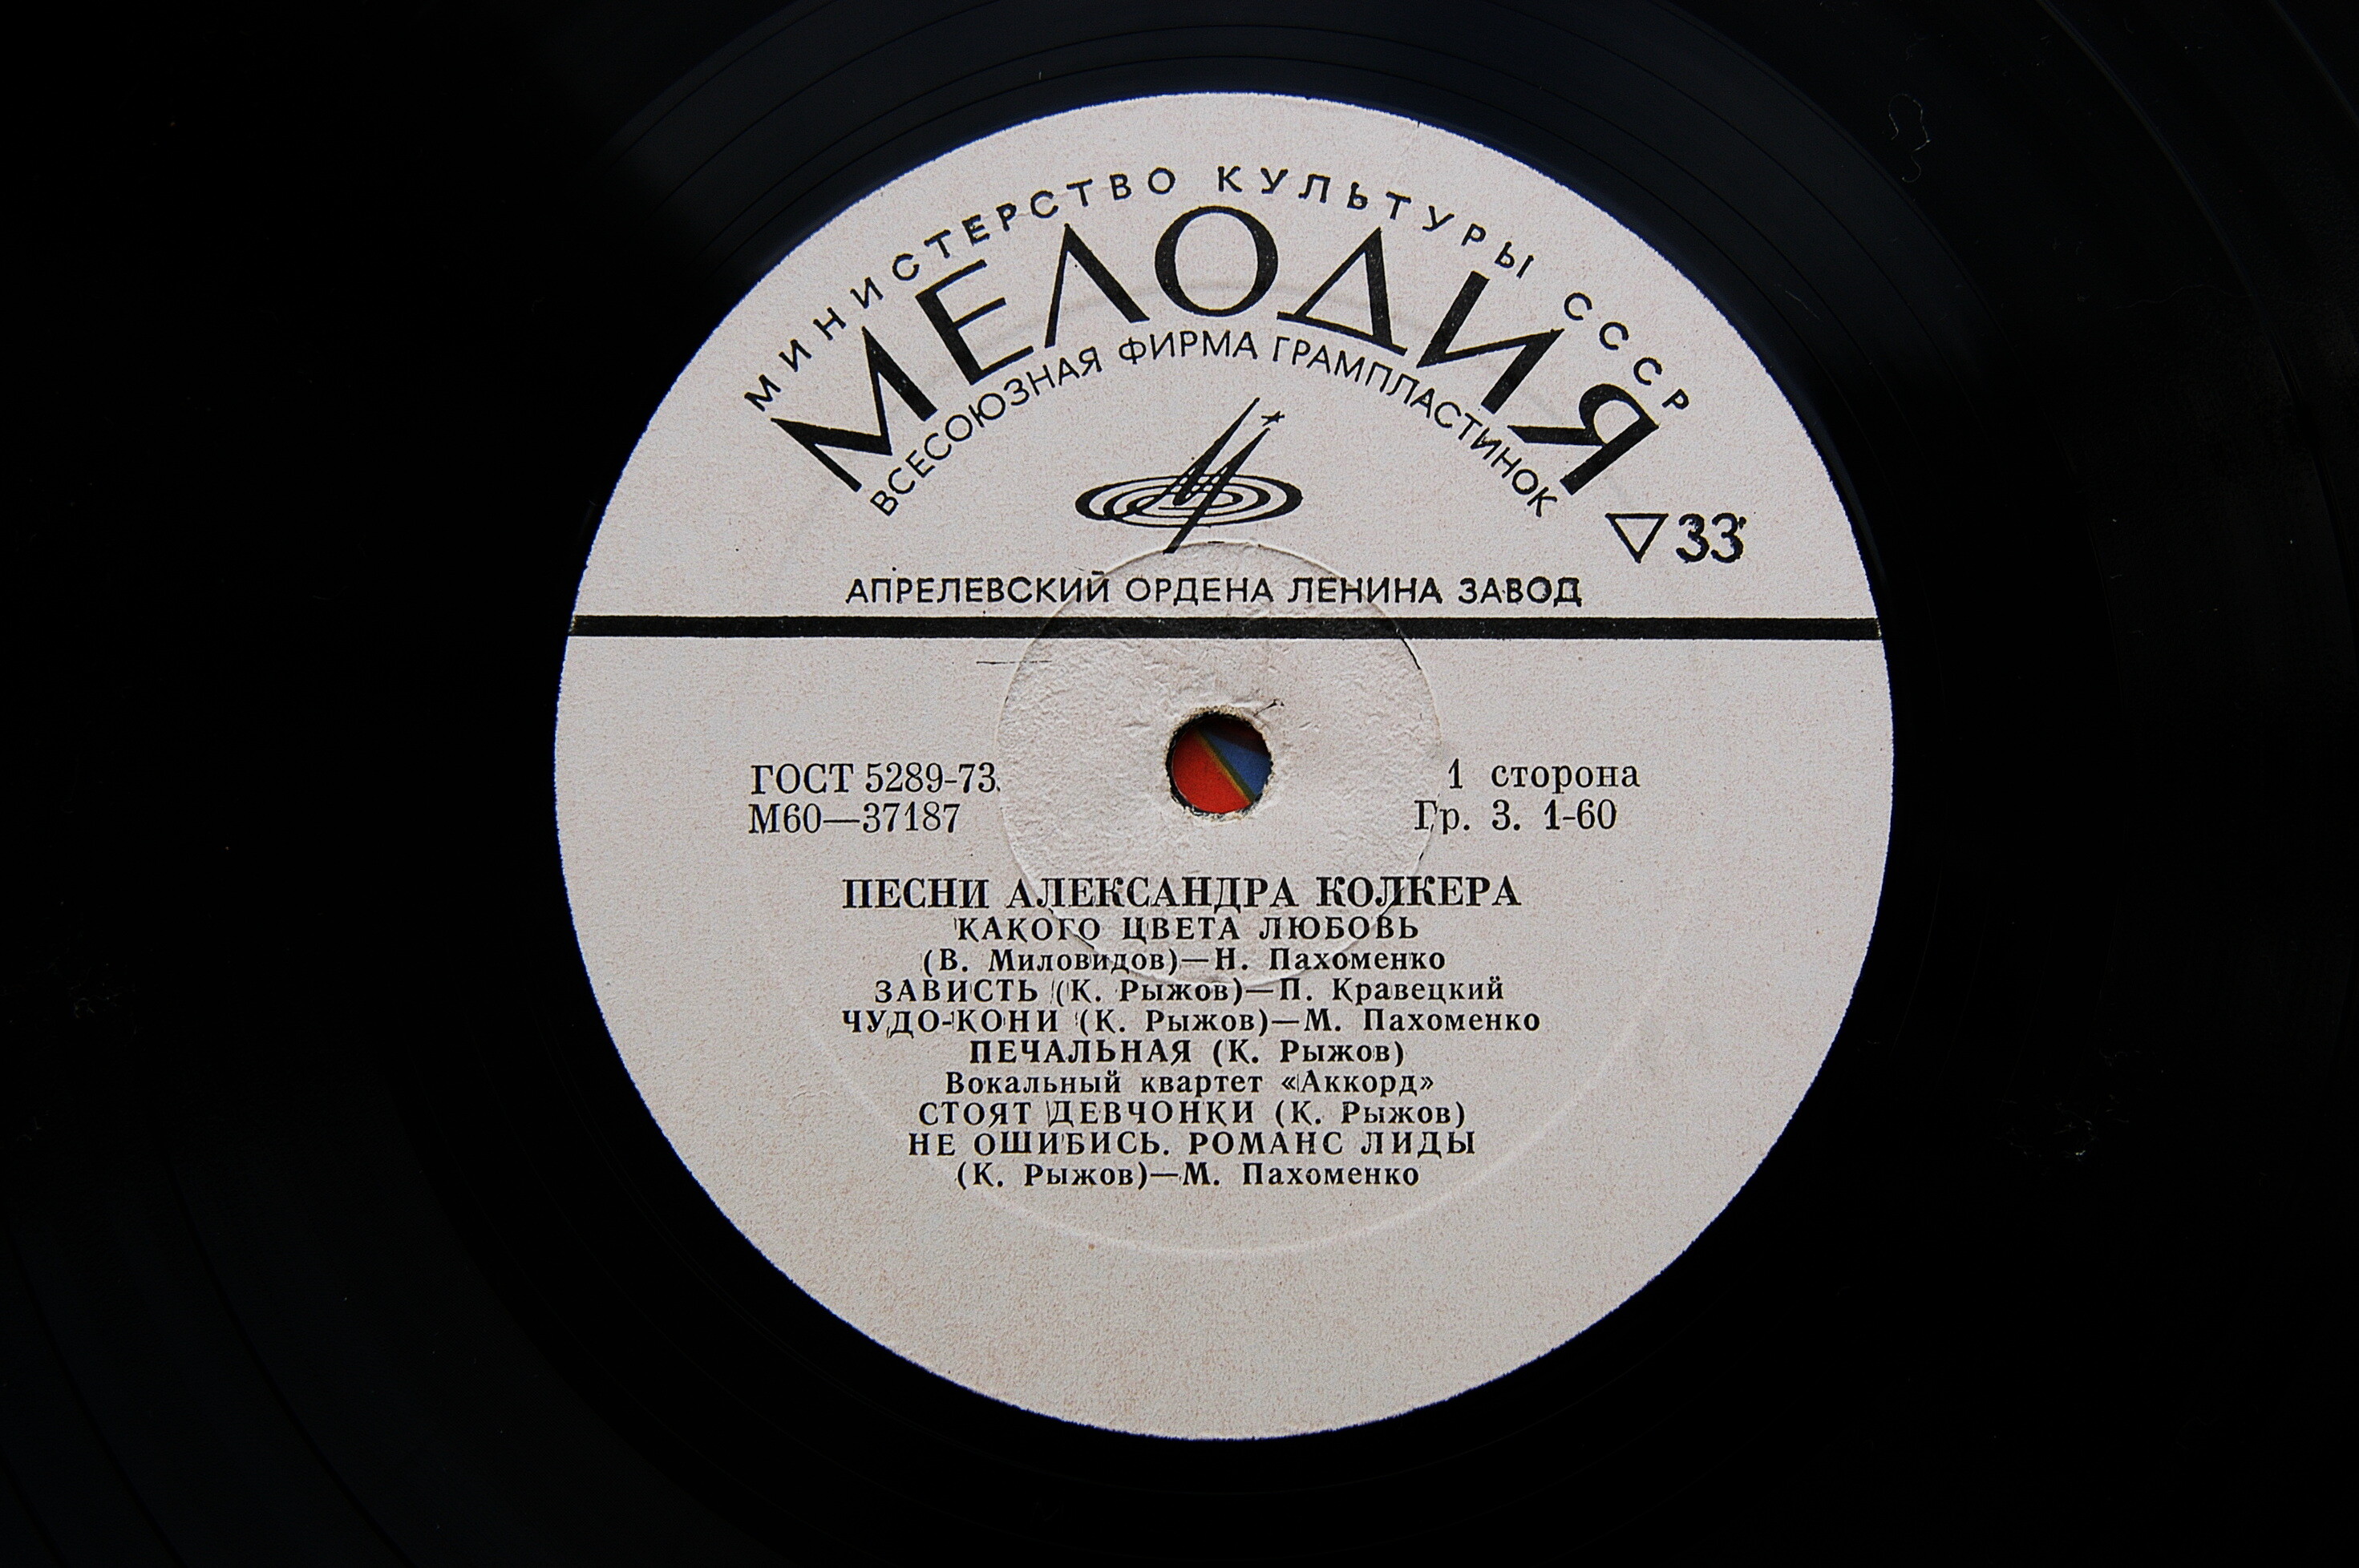 МИНИСТЕРСТВО КУЛЬТУРЫ СССР
МЕЛОДИЯ
ВСЕСОЮЗНАЯ ФИРМА ГРАМПЛАСТИНОК
▽33
АПРЕЛЕВСКИЙ ОРДЕНА ЛЕНИНА ЗАВОД
ГОСТ 5289-73. 1 сторона
М60—37187 Гр. 3. 1-60
ПЕСНИ АЛЕКСАНДРА КОЛКЕРА
КАКОГО ЦВЕТА ЛЮБОВЬ
(В. Миловидов)—Н. Пахоменко
ЗАВИСТЬ (К. Рыжов)—П. Кравецкий
ЧУДО-КОНИ (К. Рыжов)—М. Пахоменко
ПЕЧАЛЬНАЯ (К. Рыжов)
Вокальный квартет «Аккорд»
СТОЯТ ДЕВЧОНКИ (К. Рыжов)
НЕ ОШИБИСЬ. РОМАНС ЛИДЫ
(К. Рыжов)—М. Пахоменко